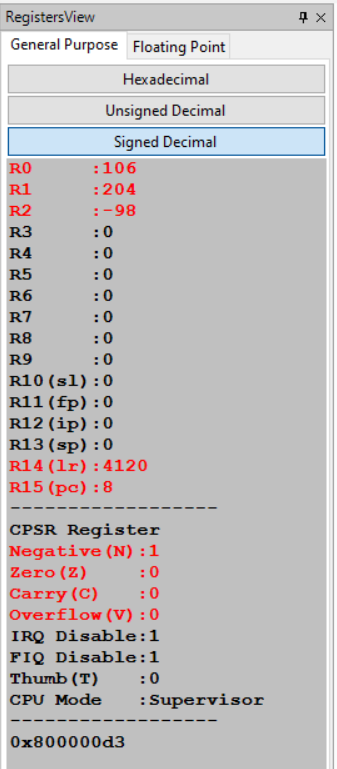 RegistersView
General Purpose Floating Point
Hexadecimal
Unsigned Decimal
Signed Decimal
R0 :106
R1 :204
R2 :-98
R3 :0
R4 :0
R5 :0
R6 :0
R7 :0
R8 :0
R9 :0
R10(sl):0
R11(fp):0
R12(ip):0
R13(sp):0
R14(lr):4120
R15(pc):8
------------------
CPSR Register
Negative(N):1
Zero(Z) :0
Carry(C) :0
Overflow(V):0
IRQ Disable:1
FIQ Disable:1
Thumb(T) :0
CPU Mode :Supervisor
------------------
0x800000d3